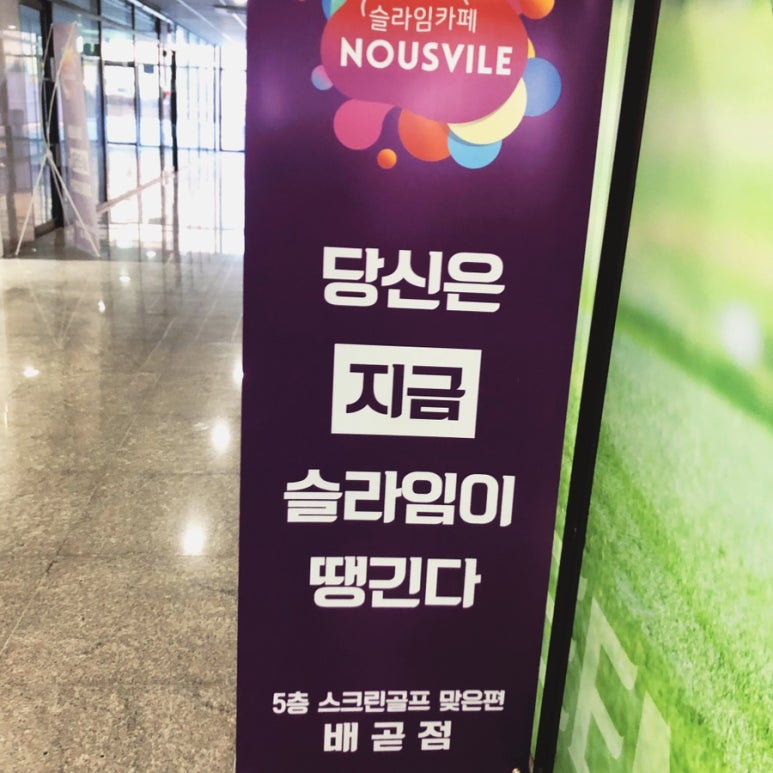 슬라임카페
NOUSVILE
당신은
지금
슬라임이
땡긴다
5층 스크린골프 맞은편
배곧점